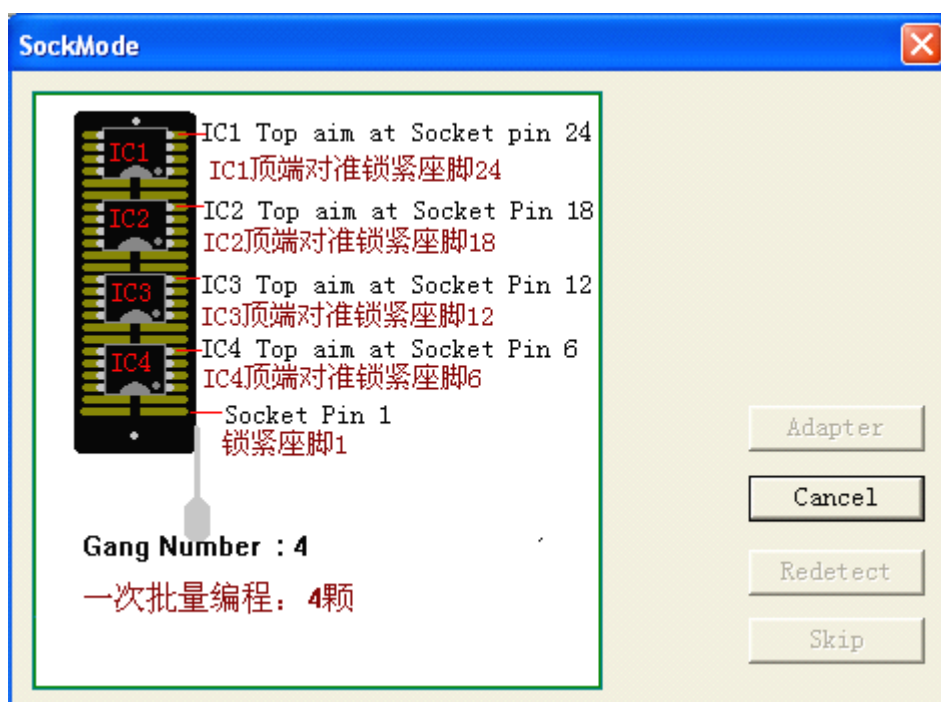 SockMode
IC1
IC1 Top aim at Socket pin 24
IC1顶端对准锁紧座脚24
IC2
IC2 Top aim at Socket Pin 18
IC2顶端对准锁紧座脚18
IC3
IC3 Top aim at Socket Pin 12
IC3顶端对准锁紧座脚12
IC4
IC4 Top aim at Socket Pin 6
IC4顶端对准锁紧座脚6
Socket Pin 1
锁紧座脚1
Adapter
Cancel
Gang Number : 4
Redetect
一次批量编程：4颗
Skip